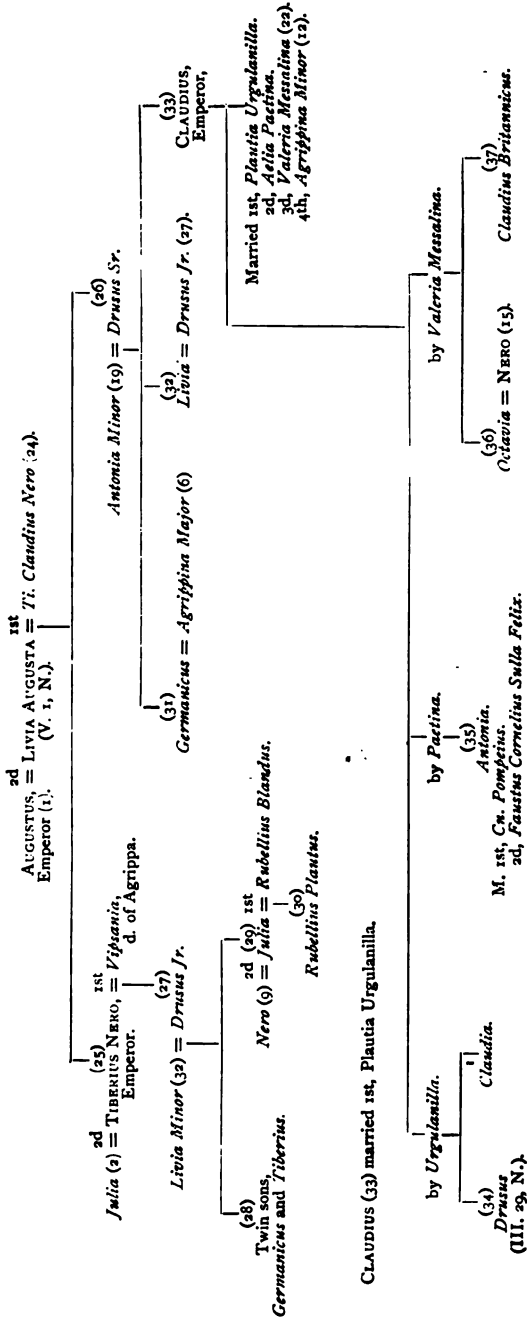 2d 1st
AUGUSTUS, = LIVIA AUGUSTA = Ti. Claudius Nero (24).
Emperor (1). (V. 1, N.).
2d (25) 1st
Julia (2) = TIBERIUS NERO, = Vipsania,
Emperor. d. of Agrippa.
(26)
Antonia Minor (19) = Drusus Sr.
(27)
Livia Minor (32) = Drusus Jr.
(31)
Germanicus = Agrippina Major (6)
(32)
Livia = Drusus Jr. (27).
(33)
CLAUDIUS,
Emperor,
(28)
Twin sons,
Germanicus and Tiberius.
2d (29) 1st
Nero (9) = Julia = Rubellius Blandus.
(30)
Rubellius Plautus.
Married 1st, Plautia Urgulanilla.
2d, Aelia Paetina.
3d, Valeria Messalina (22).
4th, Agrippina Minor (12).
CLAUDIUS (33) married 1st, Plautia Urgulanilla.
by Urgulanilla.
by Paetina.
by Valeria Messalina.
(34)
Drusus
(III. 29, N.).
Claudia.
(35)
Antonia.
M. 1st, Cn. Pompeius.
2d, Faustus Cornelius Sulla Felix.
(36)
Octavia = NERO (15).
(37)
Claudius Britannicus.